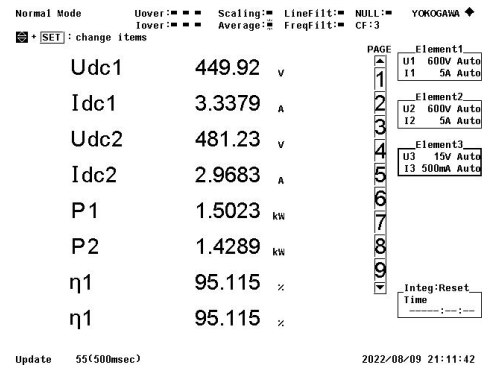 Normal Mode
Uover:
Iover:
Scaling:
Average:
LineFilt:
FreqFilt:
NULL:
CF:3
YOKOGAWA
+ SET : change items
PAGE
1
2
3
4
5
6
7
8
9
Udc1 449.92 V
Idc1 3.3379 A
Udc2 481.23 V
Idc2 2.9683 A
P1 1.5023 kW
P2 1.4289 kW
η1 95.115 %
η1 95.115 %
Element1
U1 600V Auto
I1 5A Auto
Element2
U2 600V Auto
I2 5A Auto
Element3
U3 15V Auto
I3 500mA Auto
Integ:Reset
Time
-----:--:--
Update 55(500msec)
2022/08/09 21:11:42